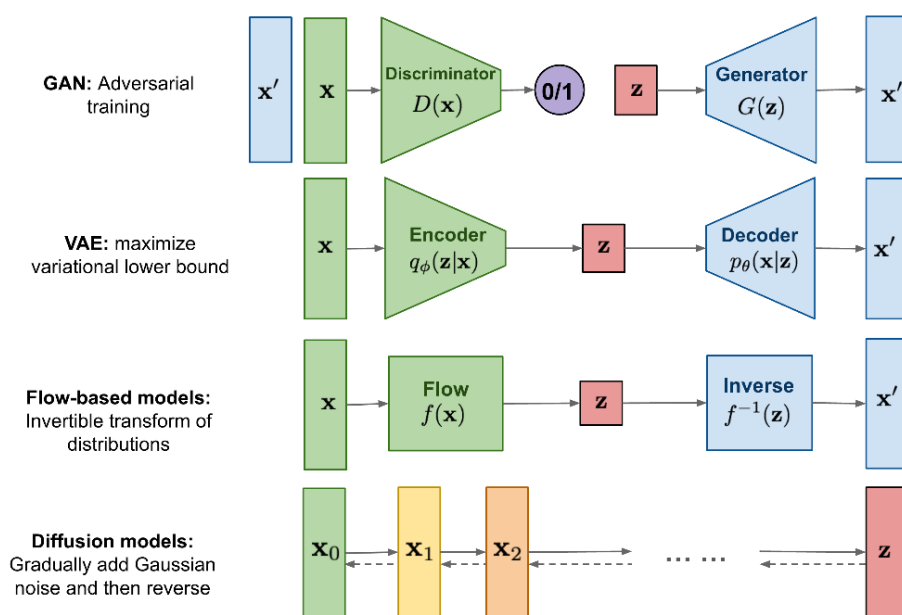 GAN: Adversarial
training
x′
x
Discriminator
D(x)
0/1
z
Generator
G(z)
x′
VAE: maximize
variational lower bound
x
Encoder
qϕ(z|x)
z
Decoder
pθ(x|z)
x′
Flow-based models:
Invertible transform of
distributions
x
Flow
f(x)
z
Inverse
f⁻¹(z)
x′
Diffusion models:
Gradually add Gaussian
noise and then reverse
x₀
x₁
x₂
... ...
z